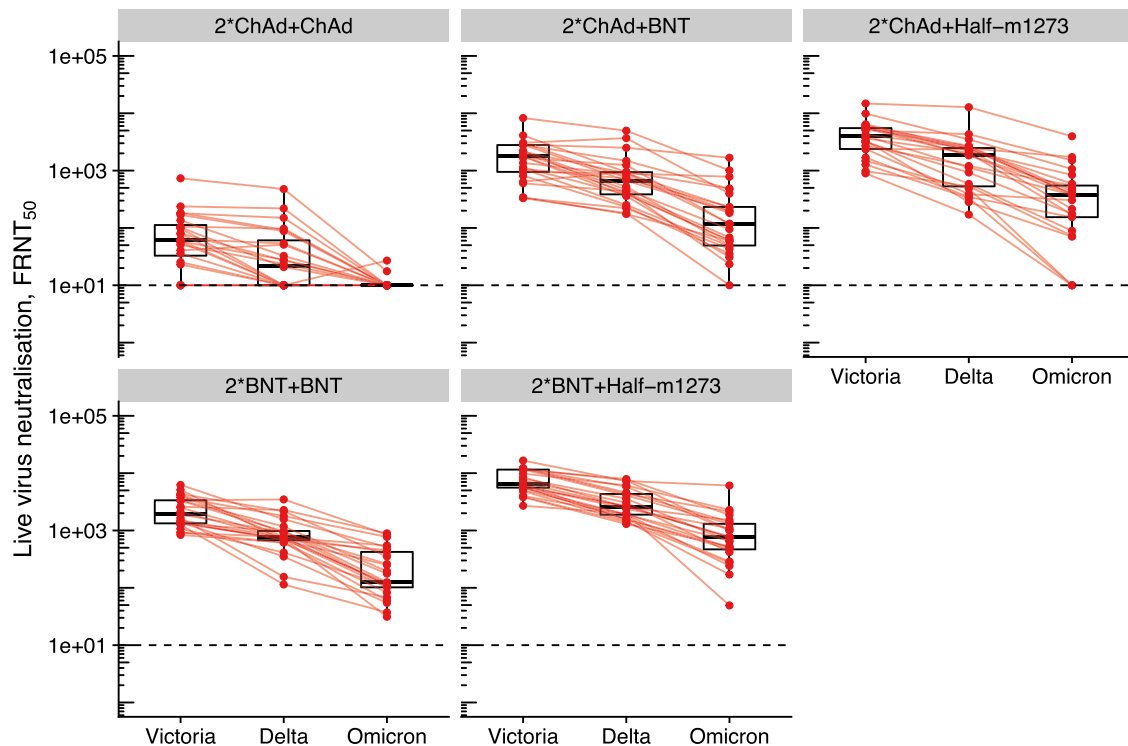 2*ChAd+ChAd
2*ChAd+BNT
2*ChAd+Half−m1273
1e+05
1e+03
1e+01
Victoria Delta Omicron
2*BNT+BNT
2*BNT+Half−m1273
1e+05
1e+03
1e+01
Victoria Delta Omicron
Victoria Delta Omicron
Live virus neutralisation, FRNT50